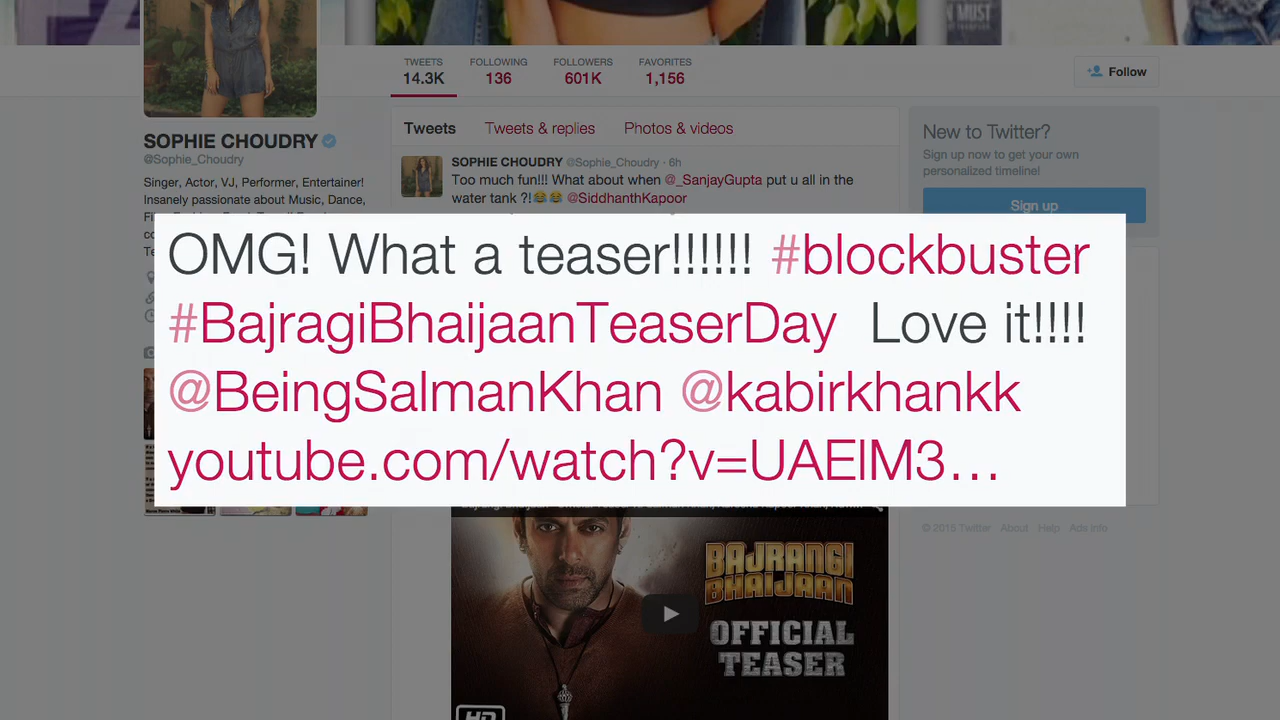 N MUST
TWEETS FOLLOWING FOLLOWERS FAVORITES
14.3K 136 601K 1,156
Follow
SOPHIE CHOUDRY
@Sophie_Choudry
Singer, Actor, VJ, Performer, Entertainer!
Insanely passionate about Music, Dance,
Tweets Tweets & replies Photos & videos
SOPHIE CHOUDRY @Sophie_Choudry · 6h
Too much fun!!! What about when @_SanjayGupta put u all in the
water tank ?!😂😂 @SiddhanthKapoor
New to Twitter?
Sign up now to get your own
personalized timeline!
Sign up
OMG! What a teaser!!!!!! #blockbuster
#BajragiBhaijaanTeaserDay Love it!!!!
@BeingSalmanKhan @kabirkhankk
youtube.com/watch?v=UAElM3…
© 2015 Twitter About Help Ads info
BAJRANGI
BHAIJAAN
OFFICIAL
TEASER
HD